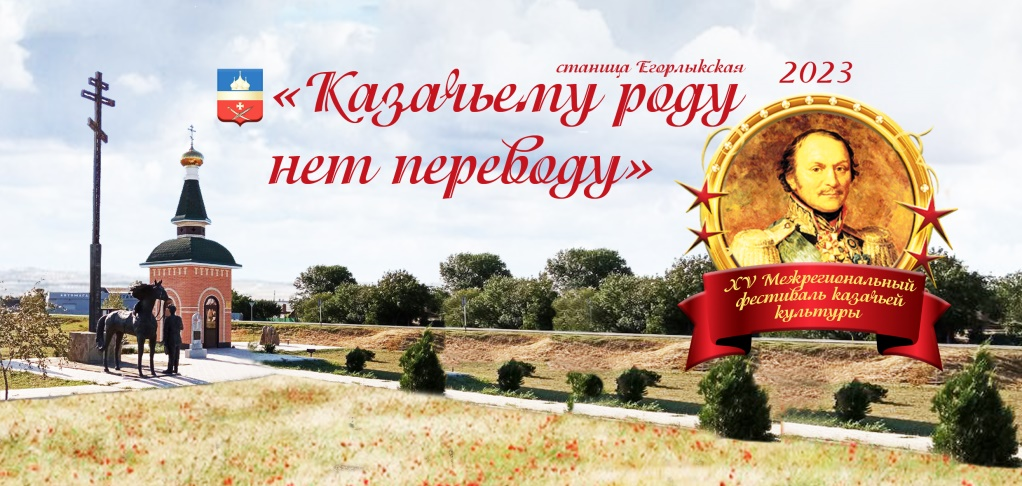 станица Егорлыкская
2023
«Казачьему роду
нет переводу»
XV Межрегиональный
фестиваль казачьей
культуры